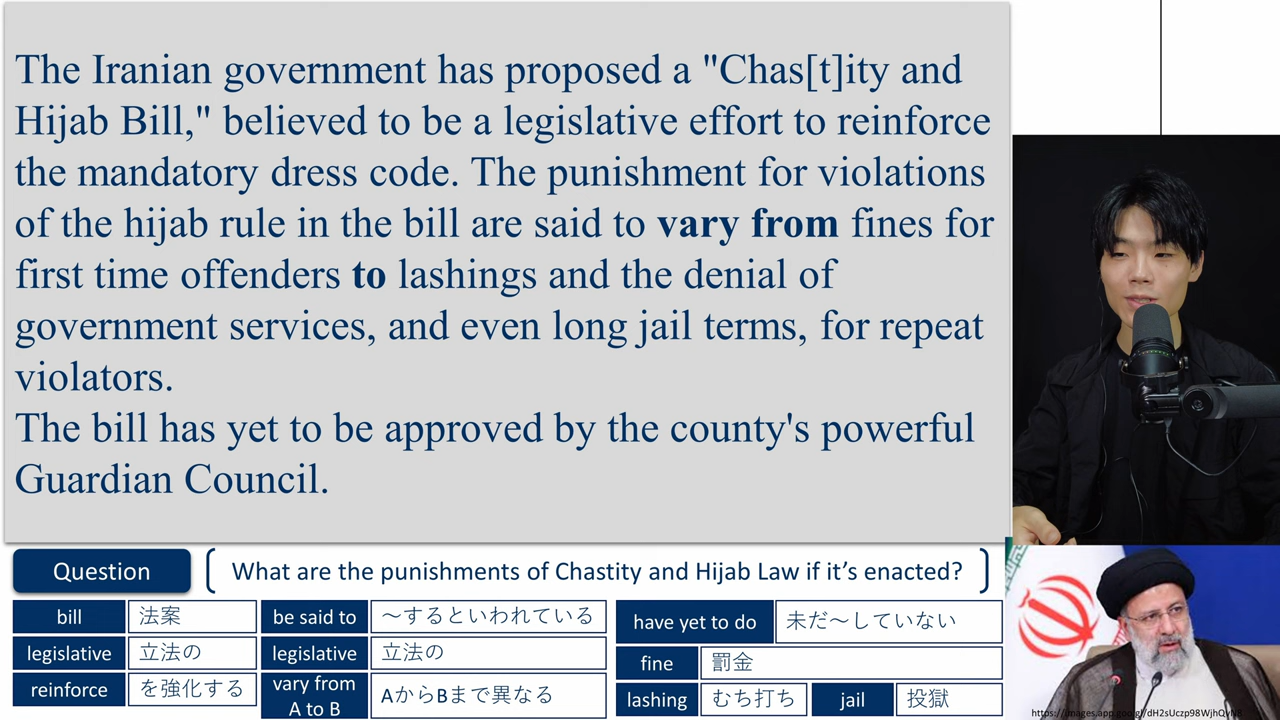 The Iranian government has proposed a "Chas[t]ity and
Hijab Bill," believed to be a legislative effort to reinforce
the mandatory dress code. The punishment for violations
of the hijab rule in the bill are said to vary from fines for
first time offenders to lashings and the denial of
government services, and even long jail terms, for repeat
violators.
The bill has yet to be approved by the county's powerful
Guardian Council.
Question
What are the punishments of Chastity and Hijab Law if it's enacted?
bill
法案
be said to
～するといわれている
have yet to do
未だ～していない
legislative
立法の
legislative
立法の
fine
罰金
reinforce
を強化する
vary from
A to B
AからBまで異なる
lashing
むち打ち
jail
投獄